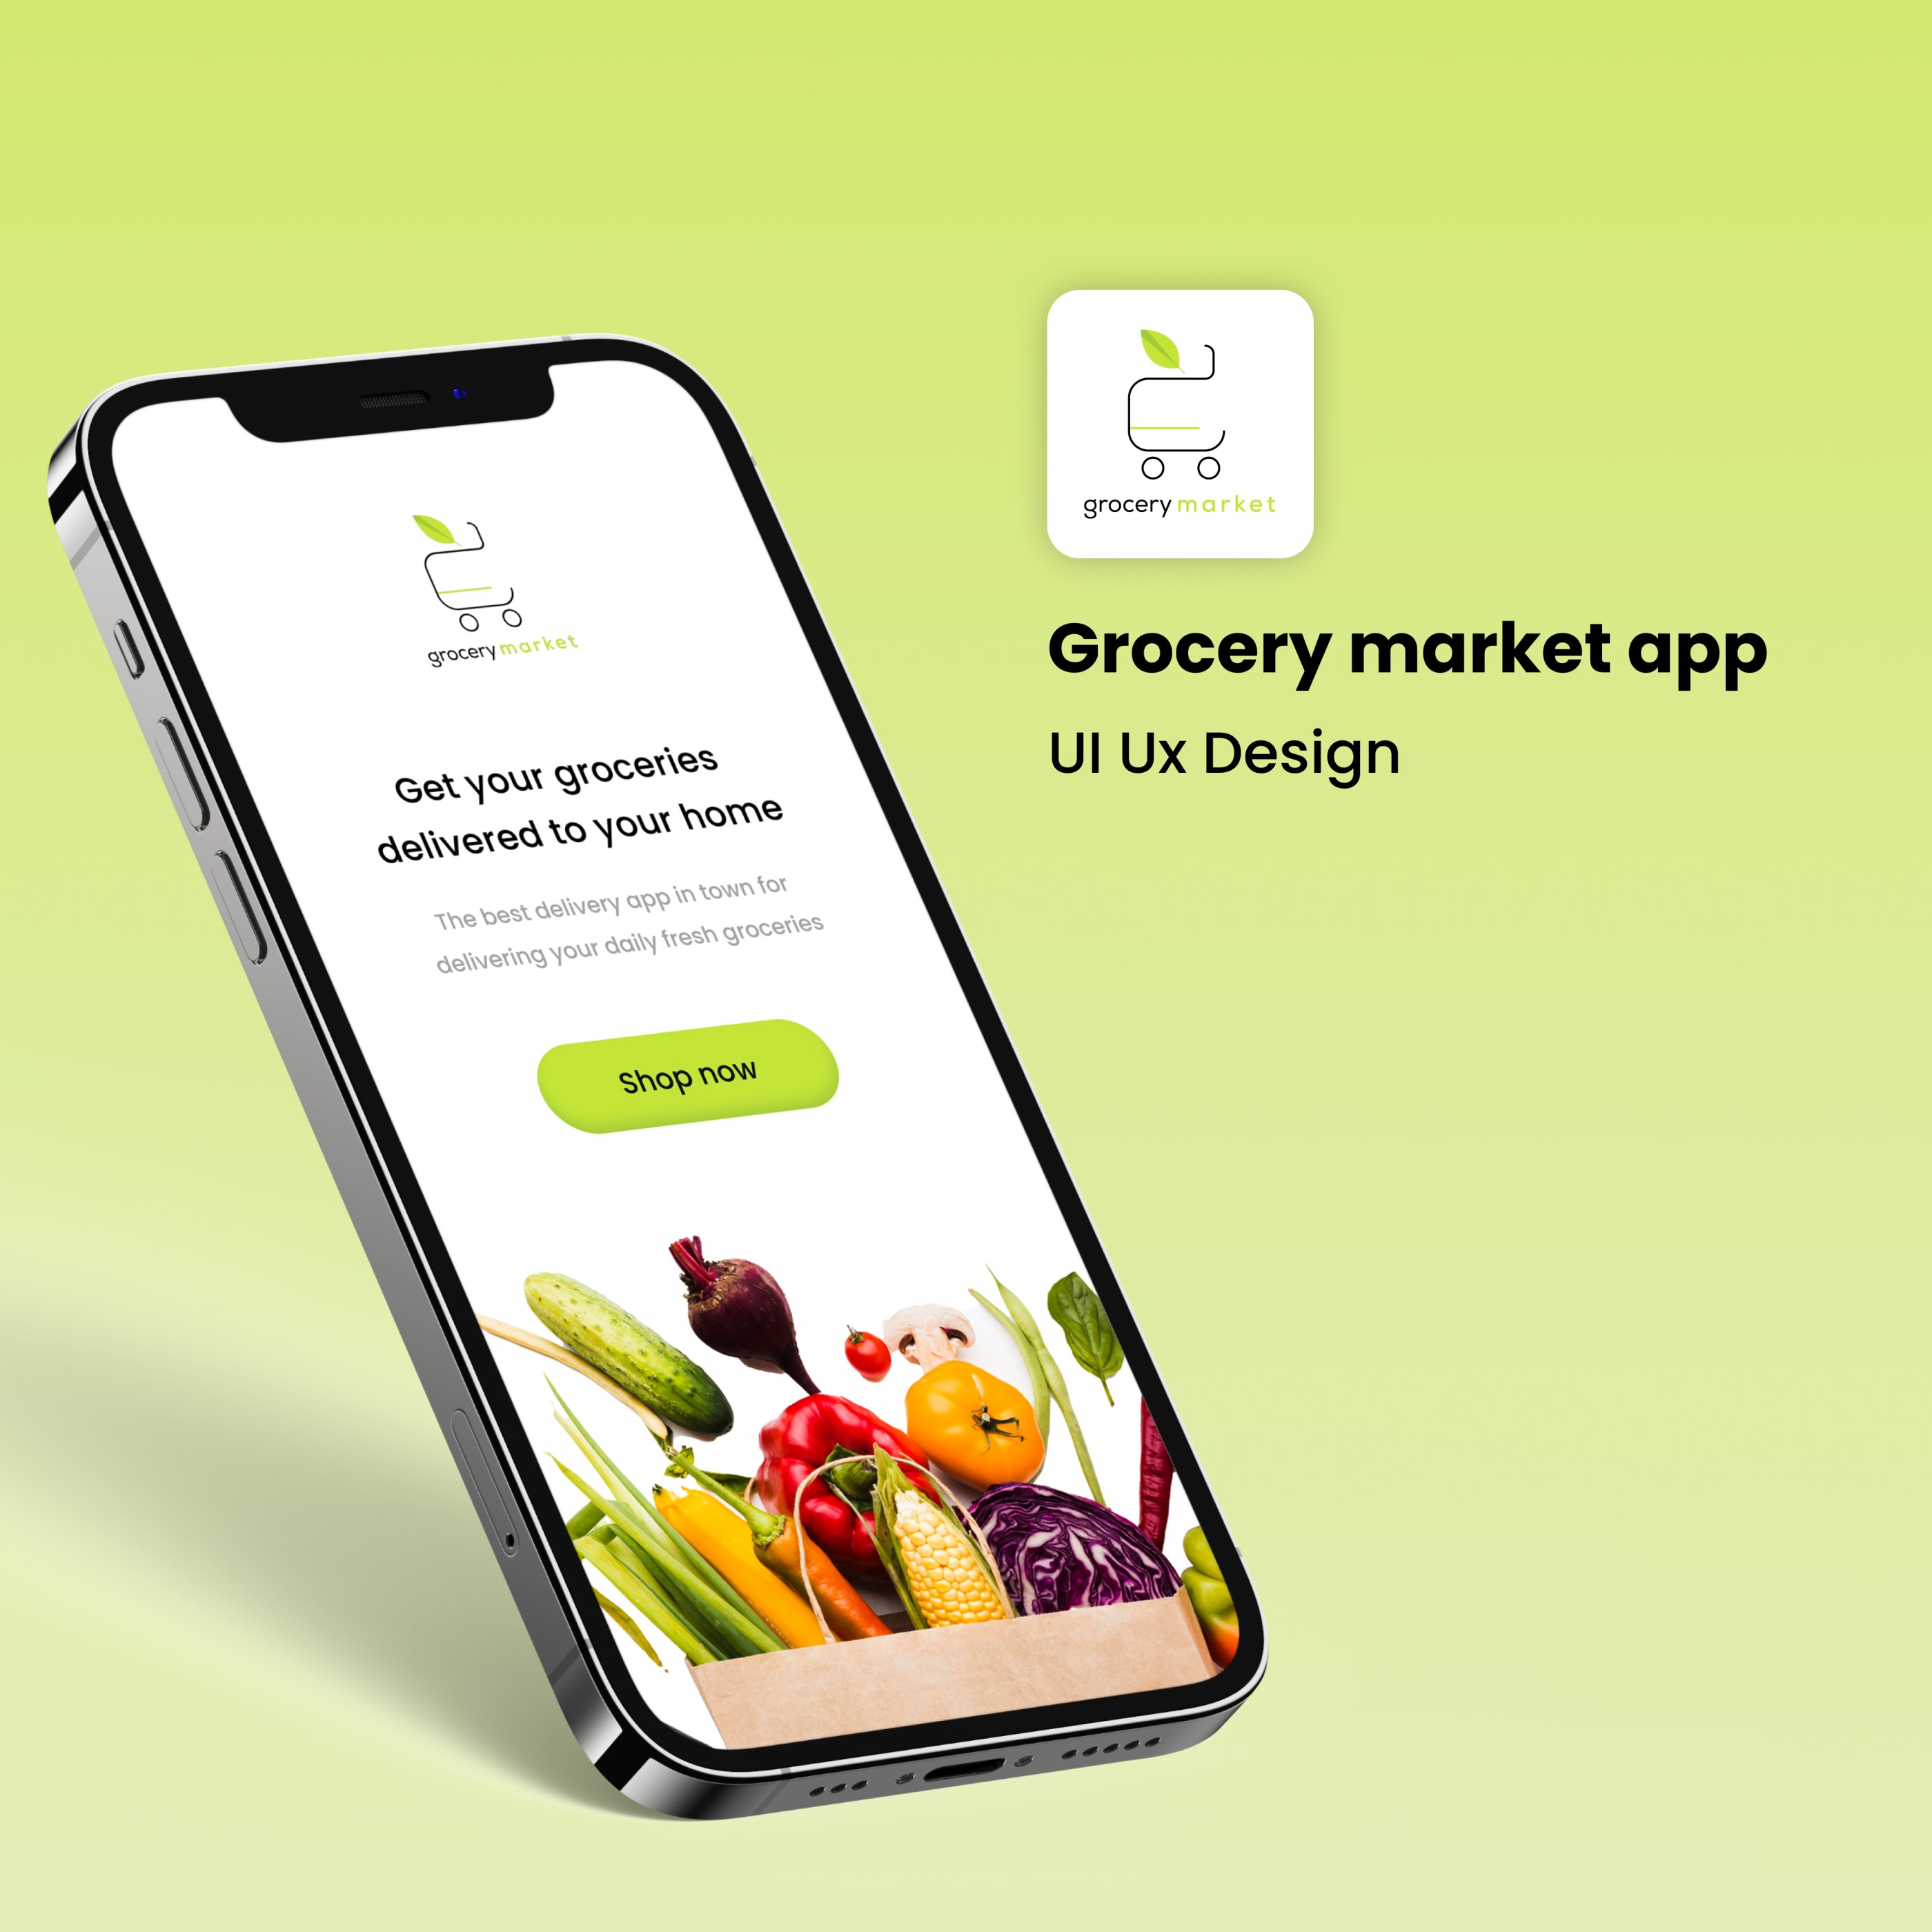 grocery market
Get your groceries
delivered to your home
The best delivery app in town for
delivering your daily fresh groceries
Shop now
grocery market
Grocery market app
UI Ux Design